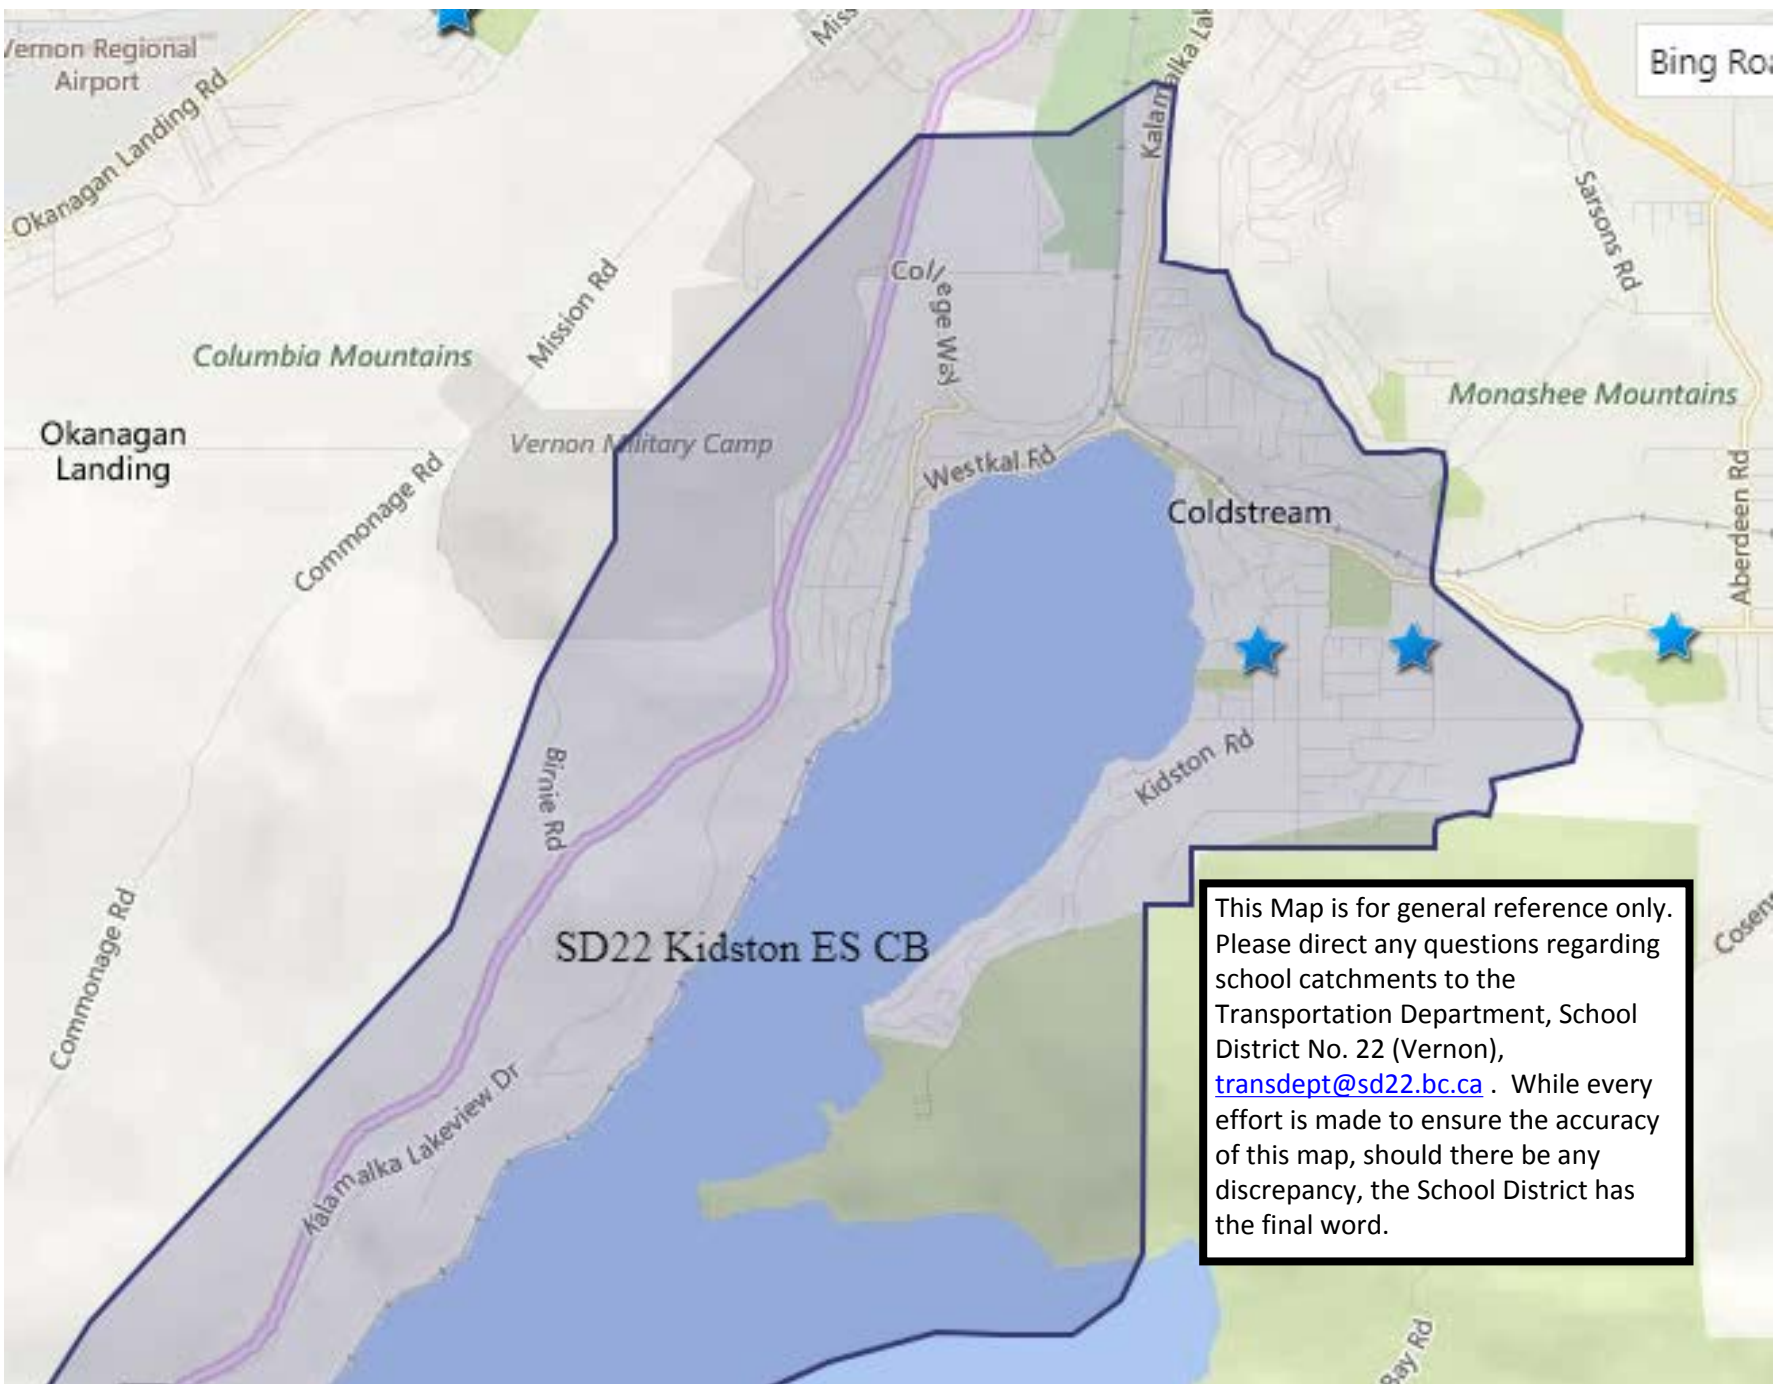 Vernon Regional
Airport
Okanagan Landing Rd
Kalamalka
Bing
Sarsons Rd
Mission Rd
College Way
Columbia Mountains
Monashee Mountains
Okanagan
Landing
Vernon Military Camp
Westkal Rd
Commonage Rd
Coldstream
Aberdeen Rd
Kidston Rd
Birnie Rd
Commonage Rd
SD22 Kidston ES CB
Kalamalka Lakeview Dr
This Map is for general reference only.
Please direct any questions regarding
school catchments to the
Transportation Department, School
District No. 22 (Vernon),
transdept@sd22.bc.ca . While every
effort is made to ensure the accuracy
of this map, should there be any
discrepancy, the School District has
the final word.
Bay Rd